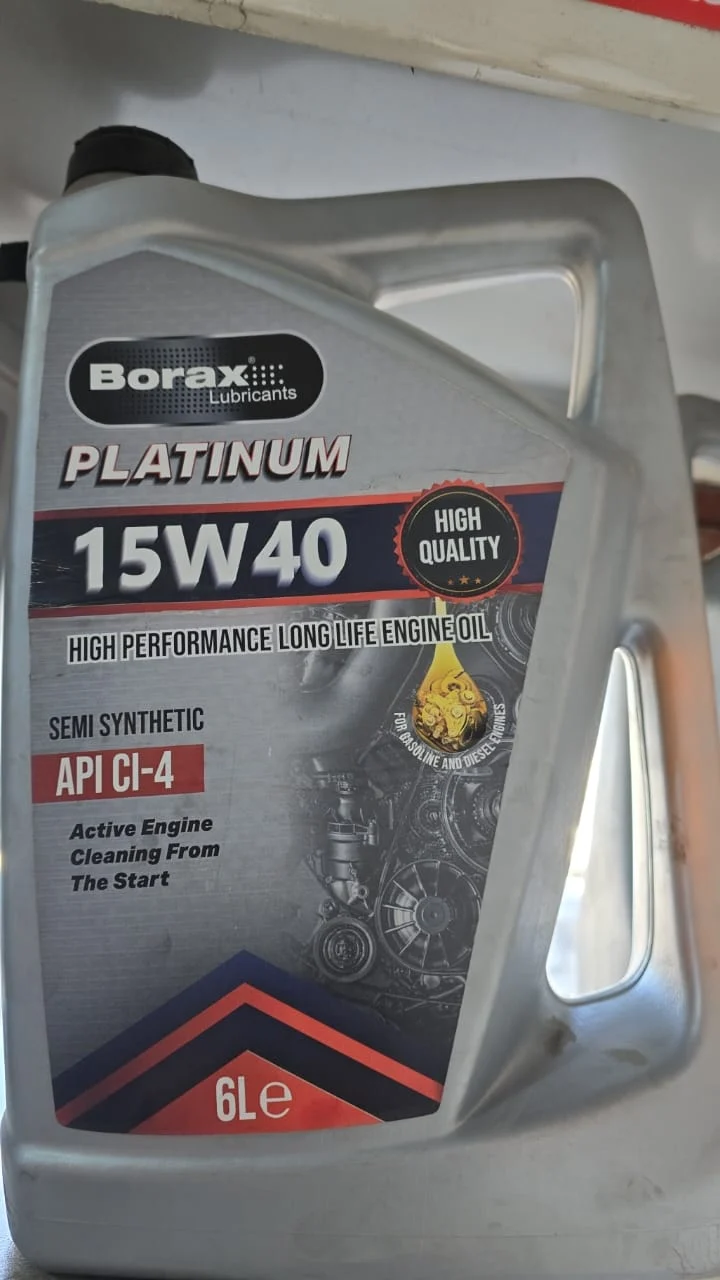 Borax®
Lubricants
PLATINUM
15W40
HIGH
QUALITY
HIGH PERFORMANCE LONG LIFE ENGINE OIL
SEMI SYNTHETIC
API CI-4
FOR GASOLINE AND DIESEL ENGINES
Active Engine
Cleaning From
The Start
6L e